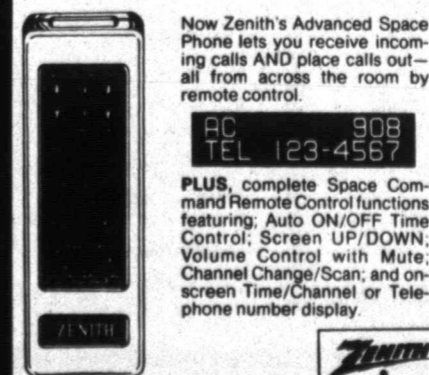 Now Zenith's Advanced Space
Phone lets you receive incom-
ing calls AND place calls out—
all from across the room by
remote control.
AC 908
TEL 123-4567
PLUS, complete Space Com-
mand Remote Control functions
featuring; Auto ON/OFF Time
Control; Screen UP/DOWN;
Volume Control with Mute;
Channel Change/Scan; and on-
screen Time/Channel or Tele-
phone number display.
ZENITH
ZENITH